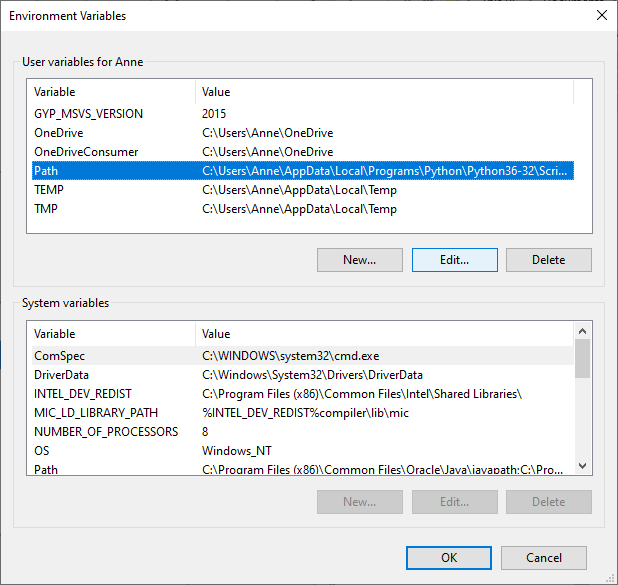 Environment Variables
User variables for Anne
Variable Value
GYP_MSVS_VERSION 2015
OneDrive C:\Users\Anne\OneDrive
OneDriveConsumer C:\Users\Anne\OneDrive
Path C:\Users\Anne\AppData\Local\Programs\Python\Python36-32\Scri...
TEMP C:\Users\Anne\AppData\Local\Temp
TMP C:\Users\Anne\AppData\Local\Temp
New... Edit... Delete
System variables
Variable Value
ComSpec C:\WINDOWS\system32\cmd.exe
DriverData C:\Windows\System32\Drivers\DriverData
INTEL_DEV_REDIST C:\Program Files (x86)\Common Files\Intel\Shared Libraries\
MIC_LD_LIBRARY_PATH %INTEL_DEV_REDIST%compiler\lib\mic
NUMBER_OF_PROCESSORS 8
OS Windows_NT
Path C:\Program Files (x86)\Common Files\Oracle\Java\javapath;C:\Pro...
New... Edit... Delete
OK Cancel